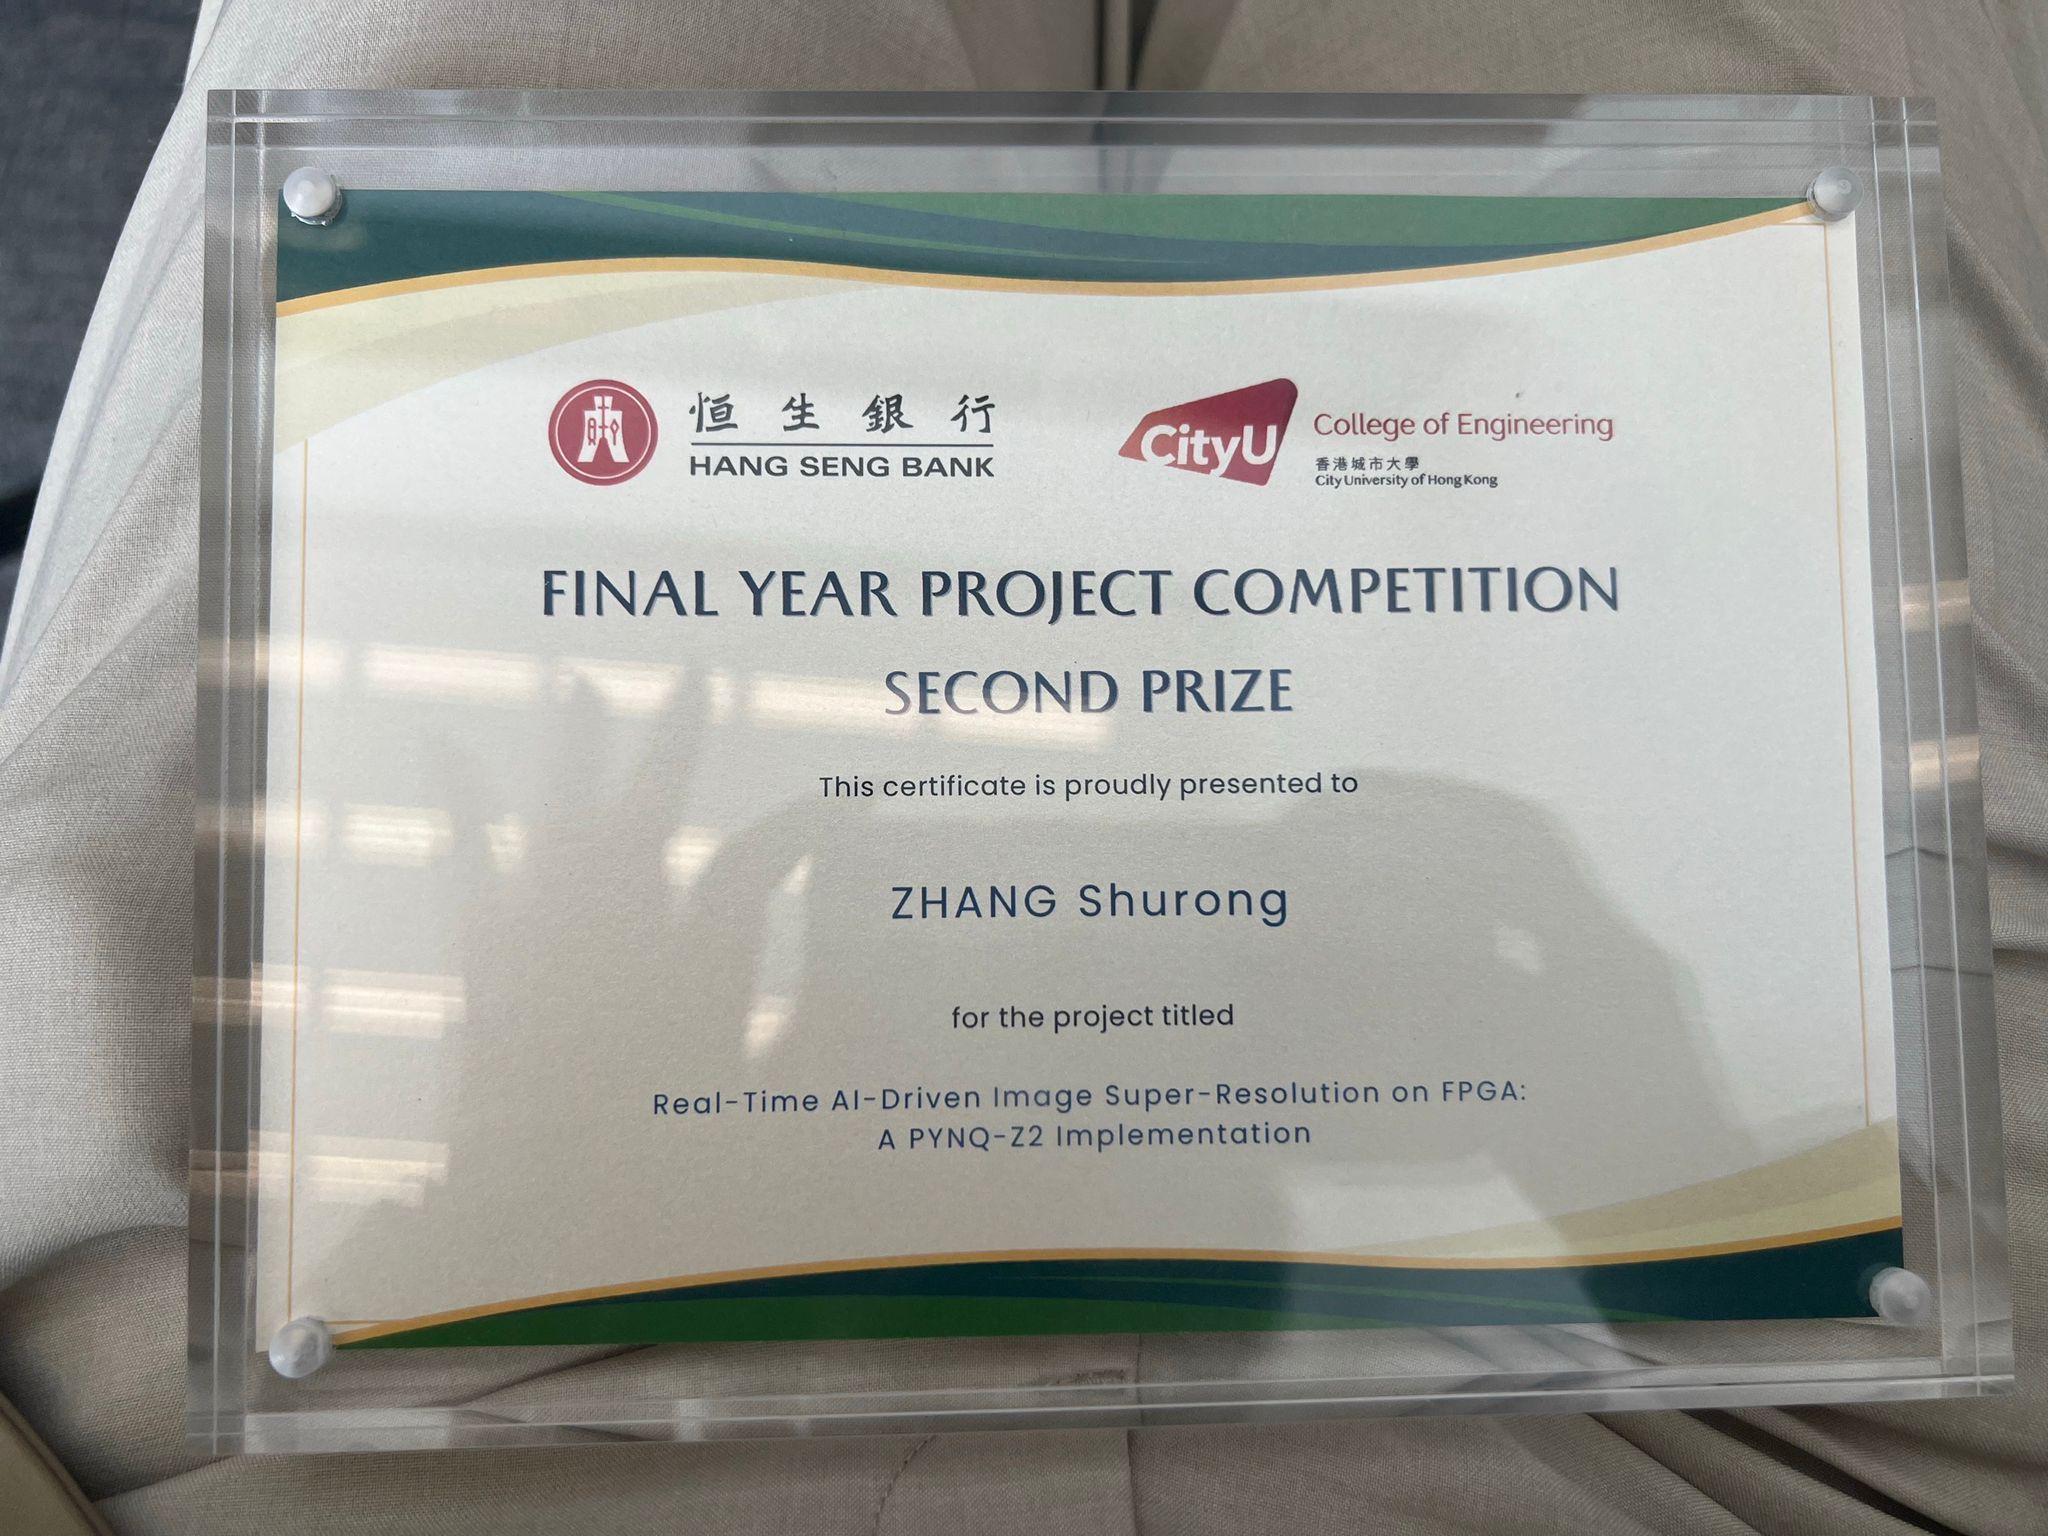 恒生銀行
HANG SENG BANK
CityU
College of Engineering
香港城市大學
City University of Hong Kong
FINAL YEAR PROJECT COMPETITION
SECOND PRIZE
This certificate is proudly presented to
ZHANG Shurong
for the project titled
Real-Time AI-Driven Image Super-Resolution on FPGA:
A PYNQ-Z2 Implementation